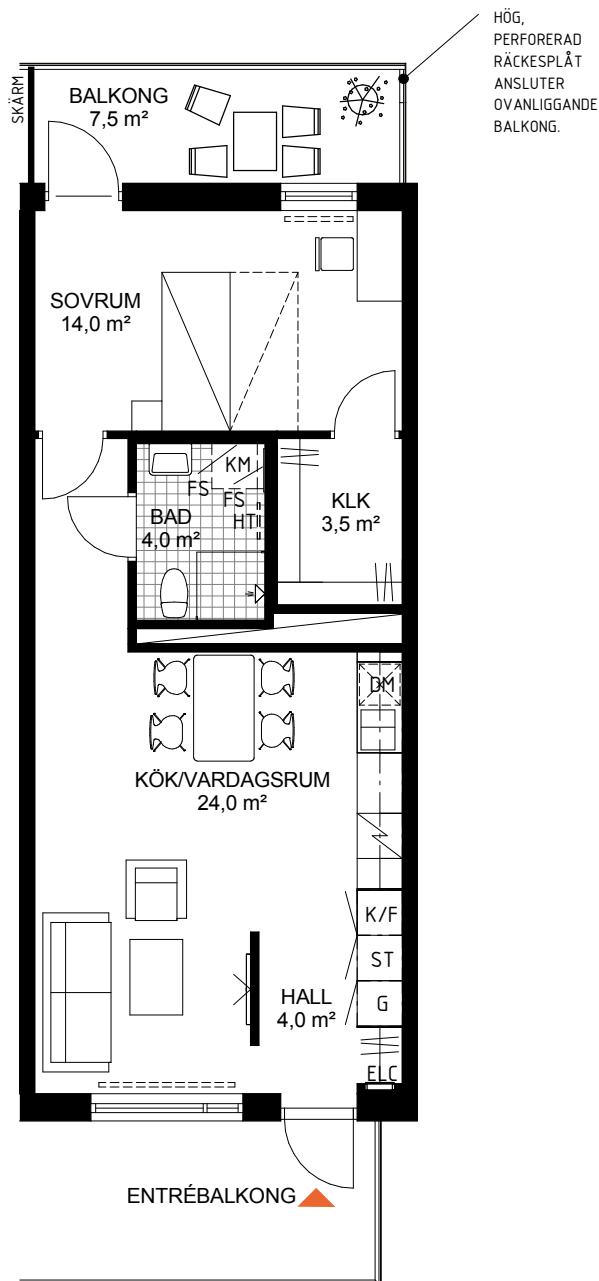 HÖG,
PERFORERAD
RÄCKESPLÅT
ANSLUTER
OVANLIGGANDE
BALKONG.
SKÄRM
BALKONG
7,5 m²
SOVRUM
14,0 m²
KM
FS
FS
HT
BAD
4,0 m²
KLK
3,5 m²
DM
KÖK/VARDAGSRUM
24,0 m²
K/F
ST
G
HALL
4,0 m²
ELC
ENTRÉBALKONG